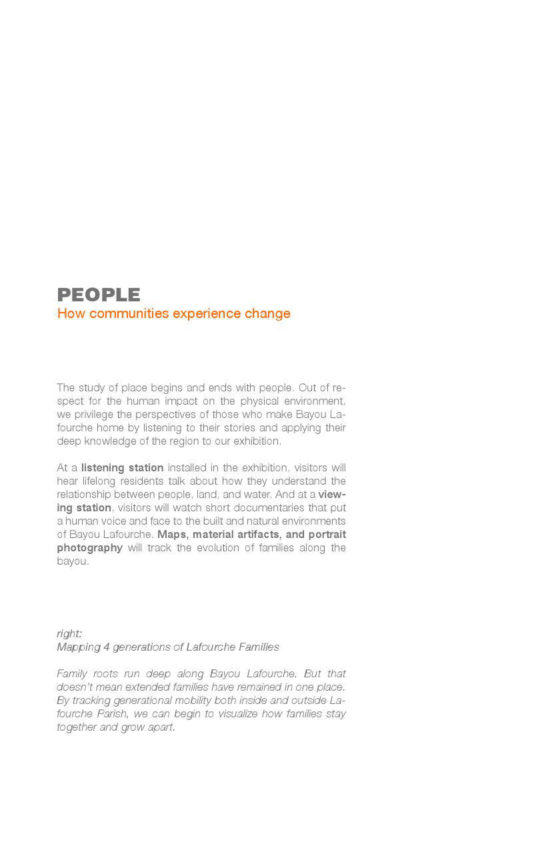 PEOPLE
How communities experience change
The study of place begins and ends with people. Out of re-
spect for the human impact on the physical environment,
we privilege the perspectives of those who make Bayou La-
fourche home by listening to their stories and applying their
deep knowledge of the region to our exhibition.
At a listening station installed in the exhibition, visitors will
hear lifelong residents talk about how they understand the
relationship between people, land, and water. And at a view-
ing station, visitors will watch short documentaries that put
a human voice and face to the built and natural environments
of Bayou Lafourche. Maps, material artifacts, and portrait
photography will track the evolution of families along the
bayou.
right:
Mapping 4 generations of Lafourche Families
Family roots run deep along Bayou Lafourche. But that
doesn't mean extended families have remained in one place.
By tracking generational mobility both inside and outside La-
fourche Parish, we can begin to visualize how families stay
together and grow apart.